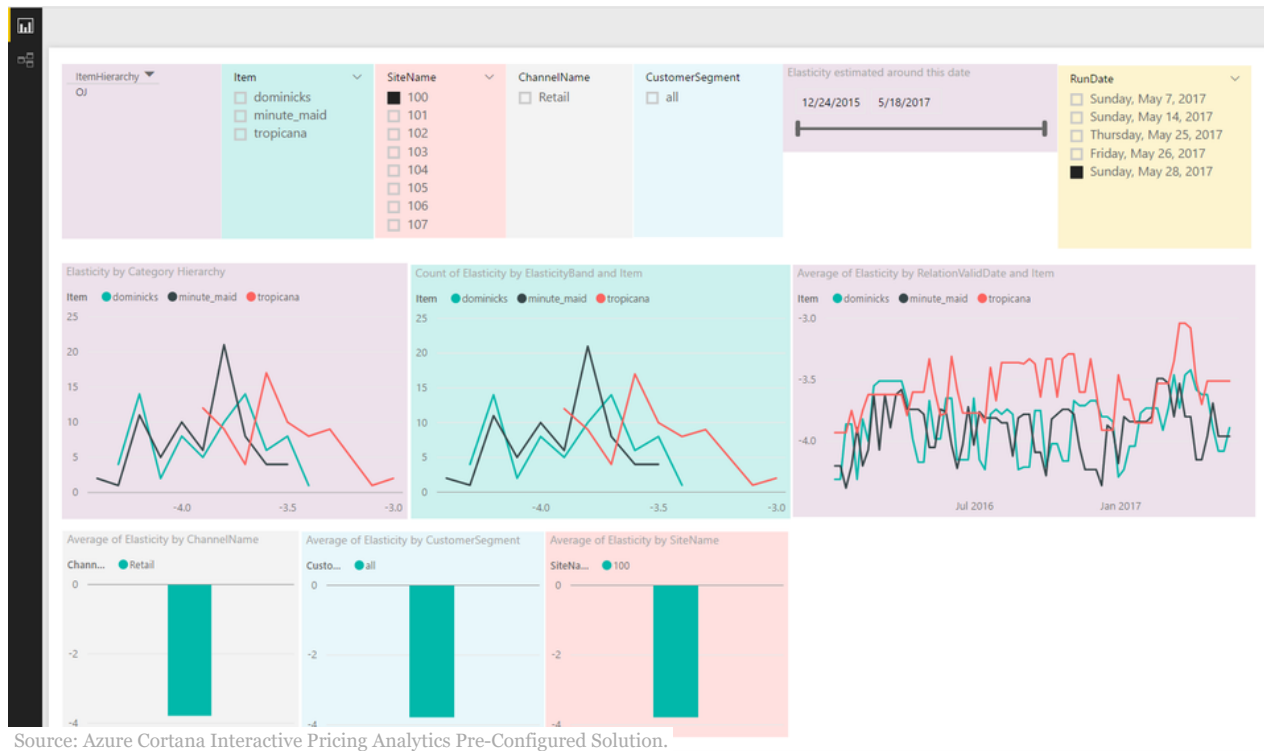 ItemHierarchy
OJ
Item
dominicks
minute_maid
tropicana
SiteName
100
101
102
103
104
105
106
107
ChannelName
Retail
CustomerSegment
all
Elasticity estimated around this date
12/24/2015 5/18/2017
RunDate
Sunday, May 7, 2017
Sunday, May 14, 2017
Thursday, May 25, 2017
Friday, May 26, 2017
Sunday, May 28, 2017
Elasticity by Category Hierarchy
Item dominicks minute_maid tropicana
25
20
15
10
5
0
-4.0 -3.5 -3.0
Count of Elasticity by ElasticityBand and Item
Item dominicks minute_maid tropicana
25
20
15
10
5
0
-4.0 -3.5 -3.0
Average of Elasticity by RelationValidDate and Item
Item dominicks minute_maid tropicana
-3.0
-3.5
-4.0
Jul 2016 Jan 2017
Average of Elasticity by ChannelName
Chann... Retail
0
-2
-4
Average of Elasticity by CustomerSegment
Custo... all
0
-2
-4
Average of Elasticity by SiteName
SiteNa... 100
0
-2
-4
Source: Azure Cortana Interactive Pricing Analytics Pre-Configured Solution.